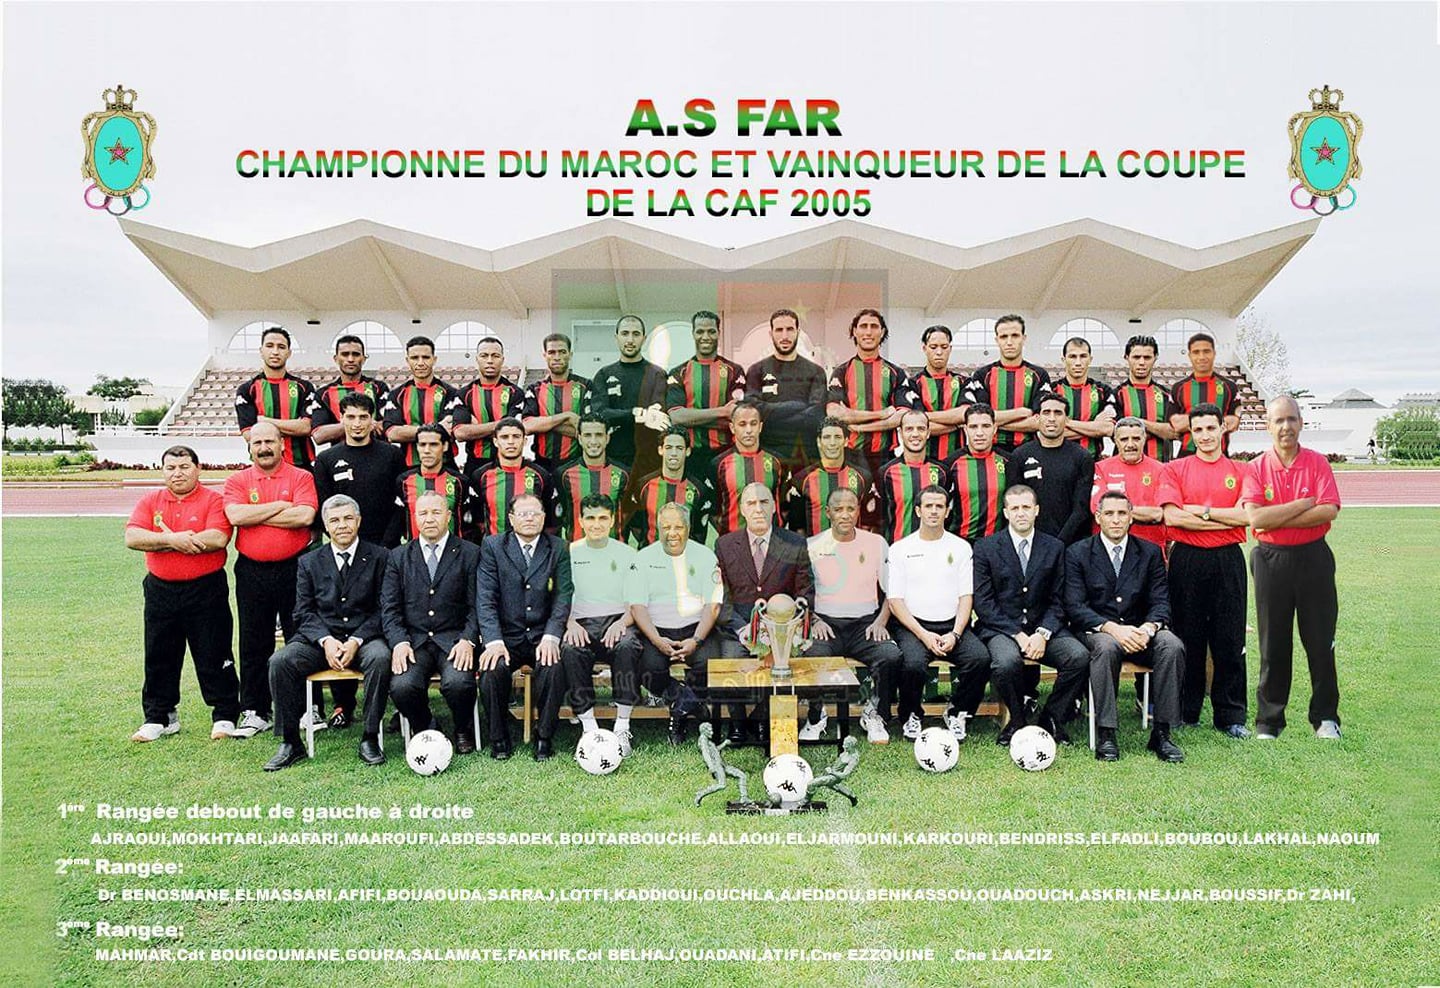 A.S FAR
CHAMPIONNE DU MAROC ET VAINQUEUR DE LA COUPE
DE LA CAF 2005
1ère Rangée debout de gauche à droite
AJRAOUI,MOKHTARI,JAAFARI,MAAROUFI,ABDESSADEK,BOUTARBOUCHE,ALLAOUI,ELJARMOUNI,KARKOURI,BENDRISS,ELFADLI,BOUBOU,LAKHAL,NAOUM
2ème Rangée:
Dr BENOSMANE,ELMASSARI,AFIFI,BOUAOUDA,SARRAJ,LOTFI,KADDIOUI,OUCHLA,AJEDDOU,BENKASSOU,OUADOUCH,ASKRI,NEJJAR,BOUSSIF,Dr ZAHI,
3ème Rangée:
MAHMAR,Cdt BOUIGOUMANE,GOURA,SALAMATE,FAKHIR,Col BELHAJ,OUADANI,ATIFI,Cne EZZOUINE ,Cne LAAZIZ